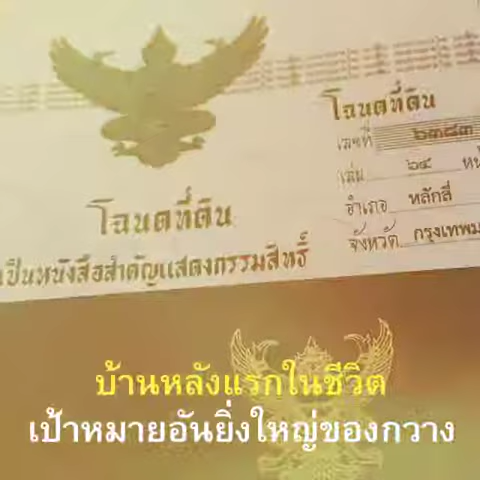 โฉนดที่ดิน
เลขที่ ๖๓๘๓
เล่ม ๖๔ หน้
อำเภอ หลักสี่
จังหวัด กรุงเทพม
โฉนดที่ดิน
เป็นหนังสือสำคัญแสดงกรรมสิทธิ์
บ้านหลังแรกในชีวิต
เป้าหมายอันยิ่งใหญ่ของกวาง